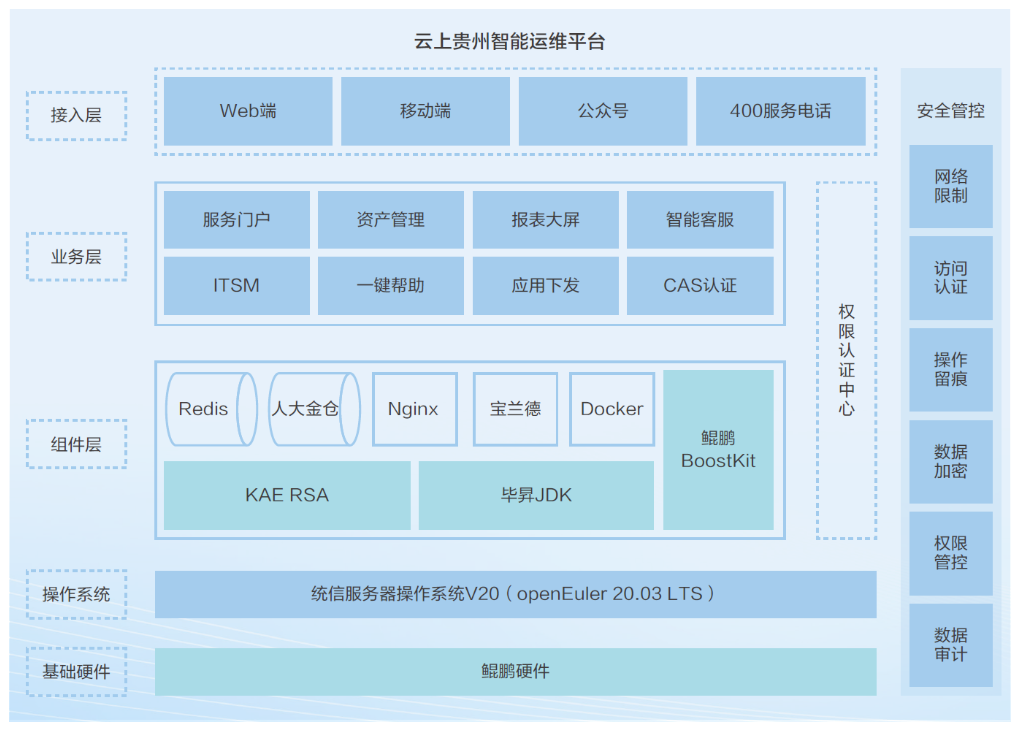 云上贵州智能运维平台
接入层
Web端
移动端
公众号
400服务电话
业务层
服务门户
资产管理
报表大屏
智能客服
ITSM
一键帮助
应用下发
CAS认证
组件层
Redis
人大金仓
Nginx
宝兰德
Docker
鲲鹏
BoostKit
KAE RSA
毕昇JDK
权限认证中心
操作系统
统信服务器操作系统V20（openEuler 20.03 LTS）
基础硬件
鲲鹏硬件
安全管控
网络
限制
访问
认证
操作
留痕
数据
加密
权限
管控
数据
审计